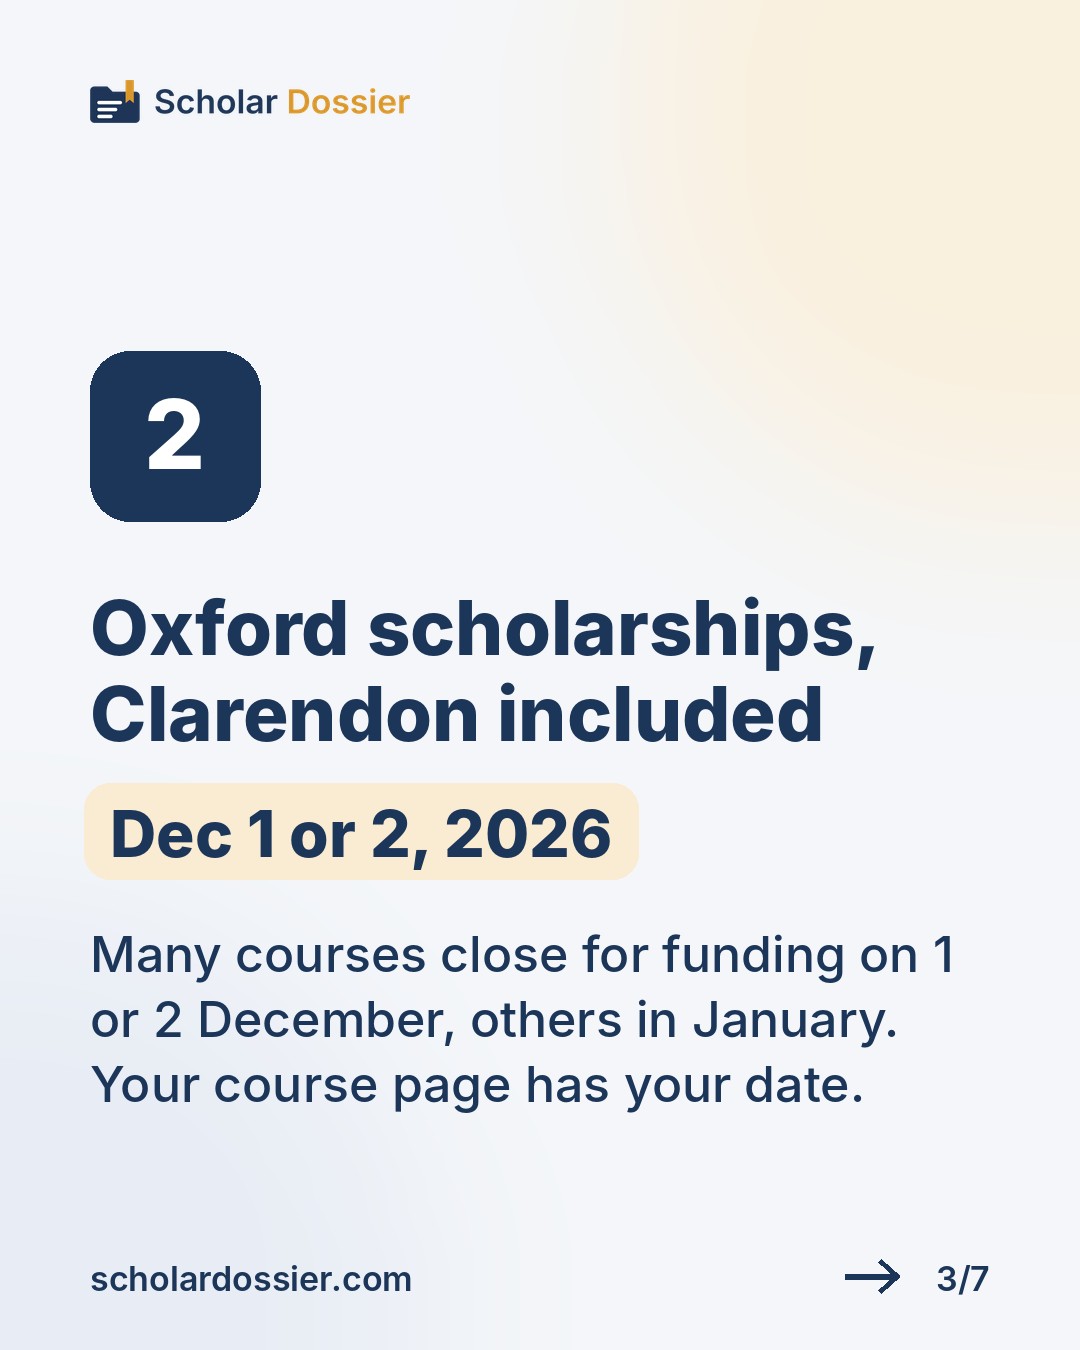 Scholar Dossier
2
Oxford scholarships,
Clarendon included
Dec 1 or 2, 2026
Many courses close for funding on 1
or 2 December, others in January.
Your course page has your date.
scholardossier.com
3/7